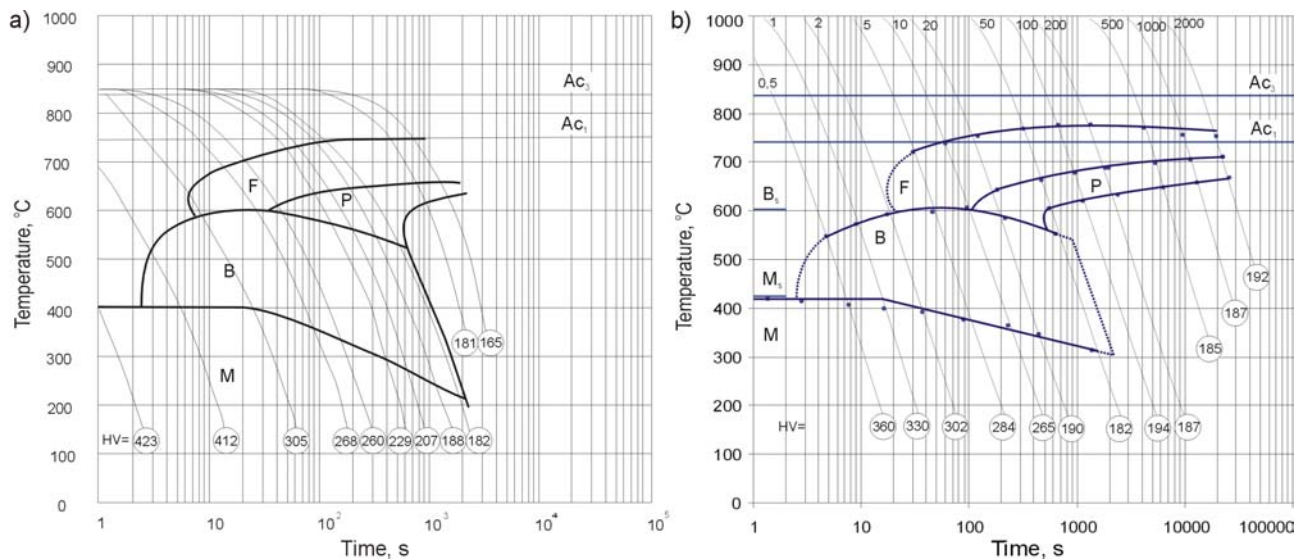 a)
Temperature, °C
1000
900
800
700
600
500
400
300
200
100
0
Ac₃
Ac₁
F
P
B
M
181 165
HV= 423 412 305 268 260 229 207 188 182
1 10 10² 10³ 10⁴ 10⁵
Time, s
b)
Temperature, °C
1000
900
800
700
600
500
400
300
200
100
0
1 2 5 10 20 50 100 200 500 1000 2000
0,5
Ac₃
Ac₁
Bₛ
Mₛ
M
F
P
B
192
187
185
HV= 360 330 302 284 265 190 182 194 187
1 10 100 1000 10000 100000
Time, s